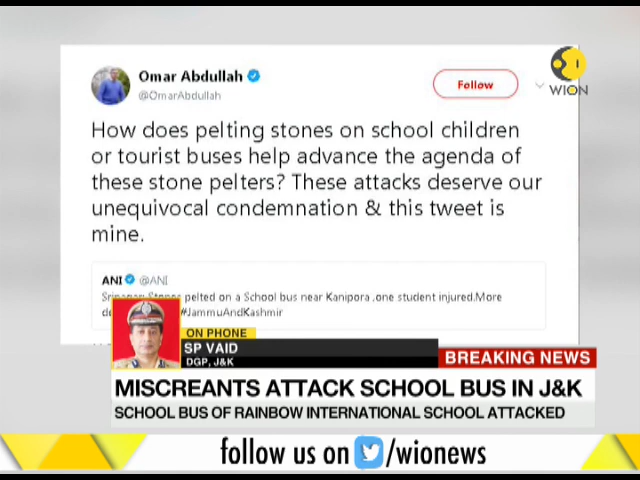 Omar Abdullah
@OmarAbdullah
Follow
WION
How does pelting stones on school children
or tourist buses help advance the agenda of
these stone pelters? These attacks deserve our
unequivocal condemnation & this tweet is
mine.
ANI @ANI
Srinagar: Stones pelted on a School bus near Kanipora ,one student injured.More
#JammuAndKashmir
ON PHONE
SP VAID
DGP, J&K
BREAKING NEWS
MISCREANTS ATTACK SCHOOL BUS IN J&K
SCHOOL BUS OF RAINBOW INTERNATIONAL SCHOOL ATTACKED
follow us on /wionews